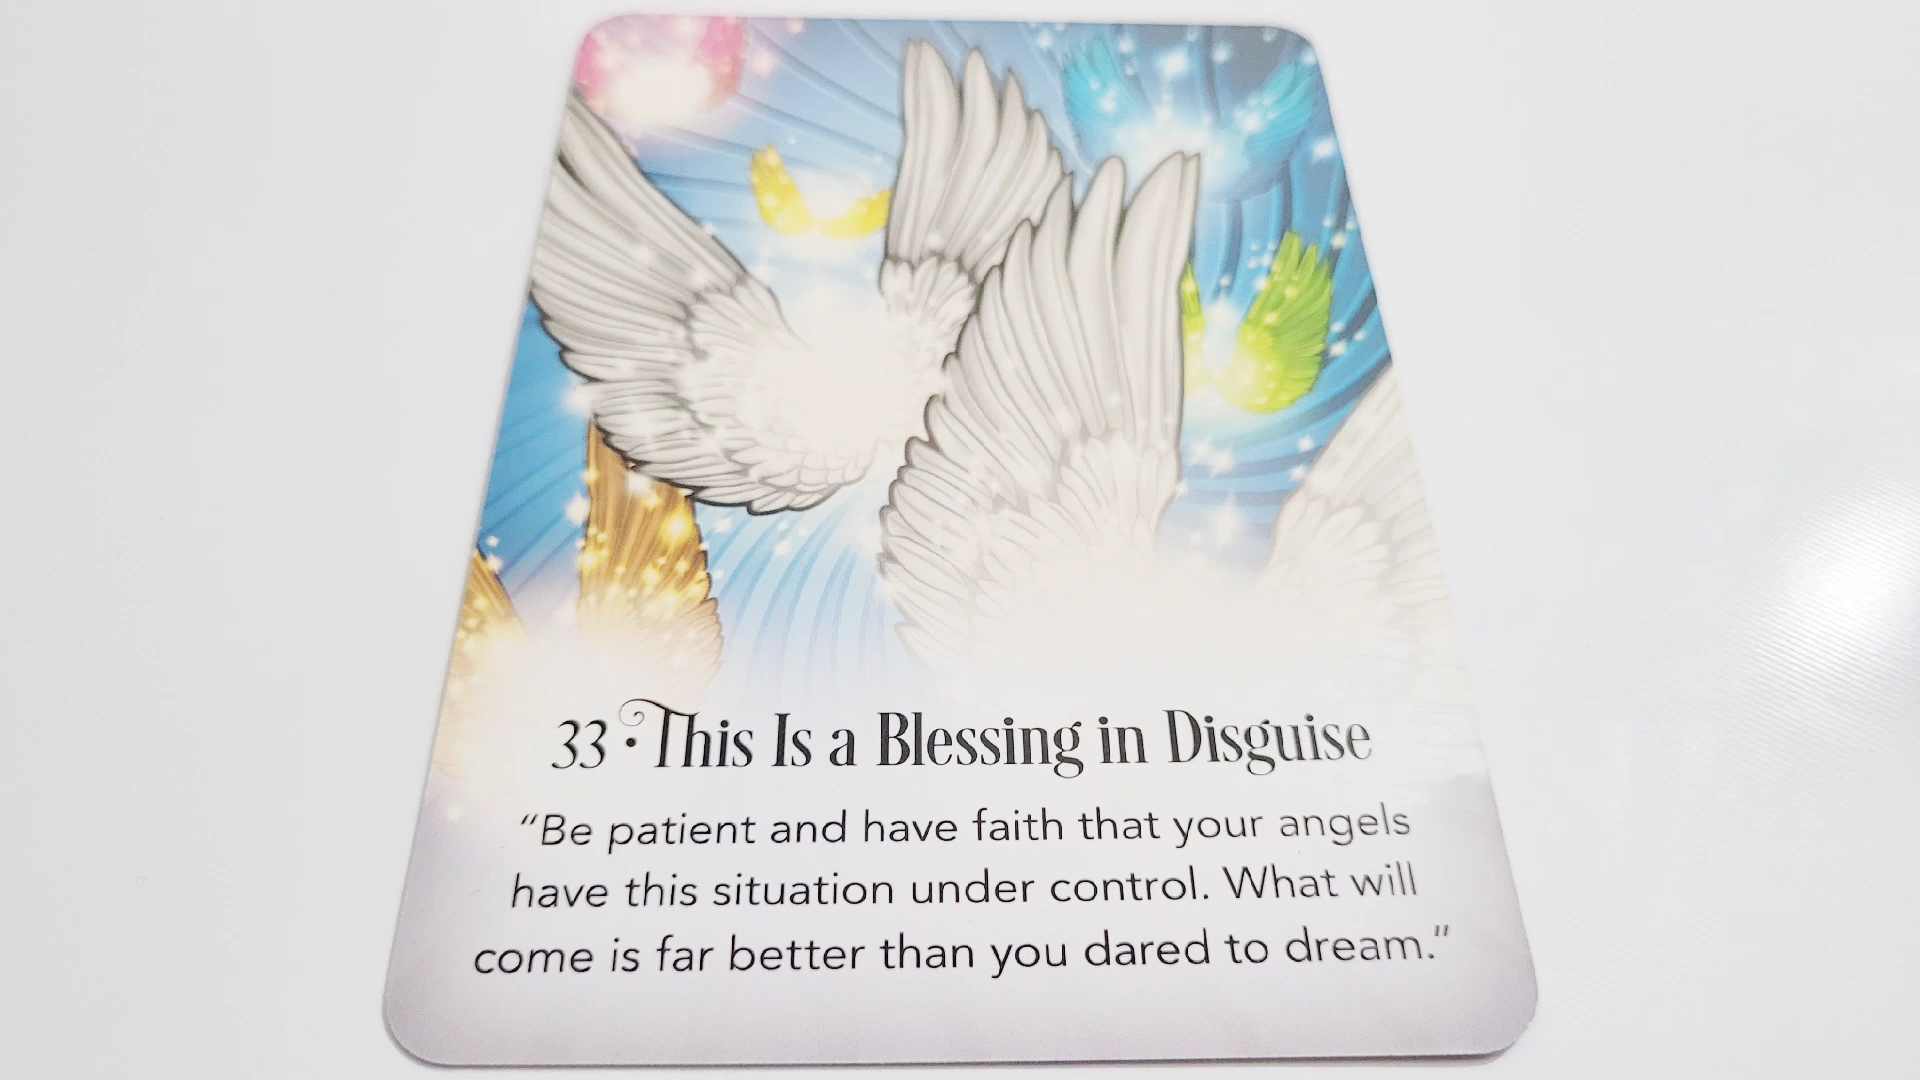 33 · This Is a Blessing in Disguise
“Be patient and have faith that your angels
have this situation under control. What will
come is far better than you dared to dream.”